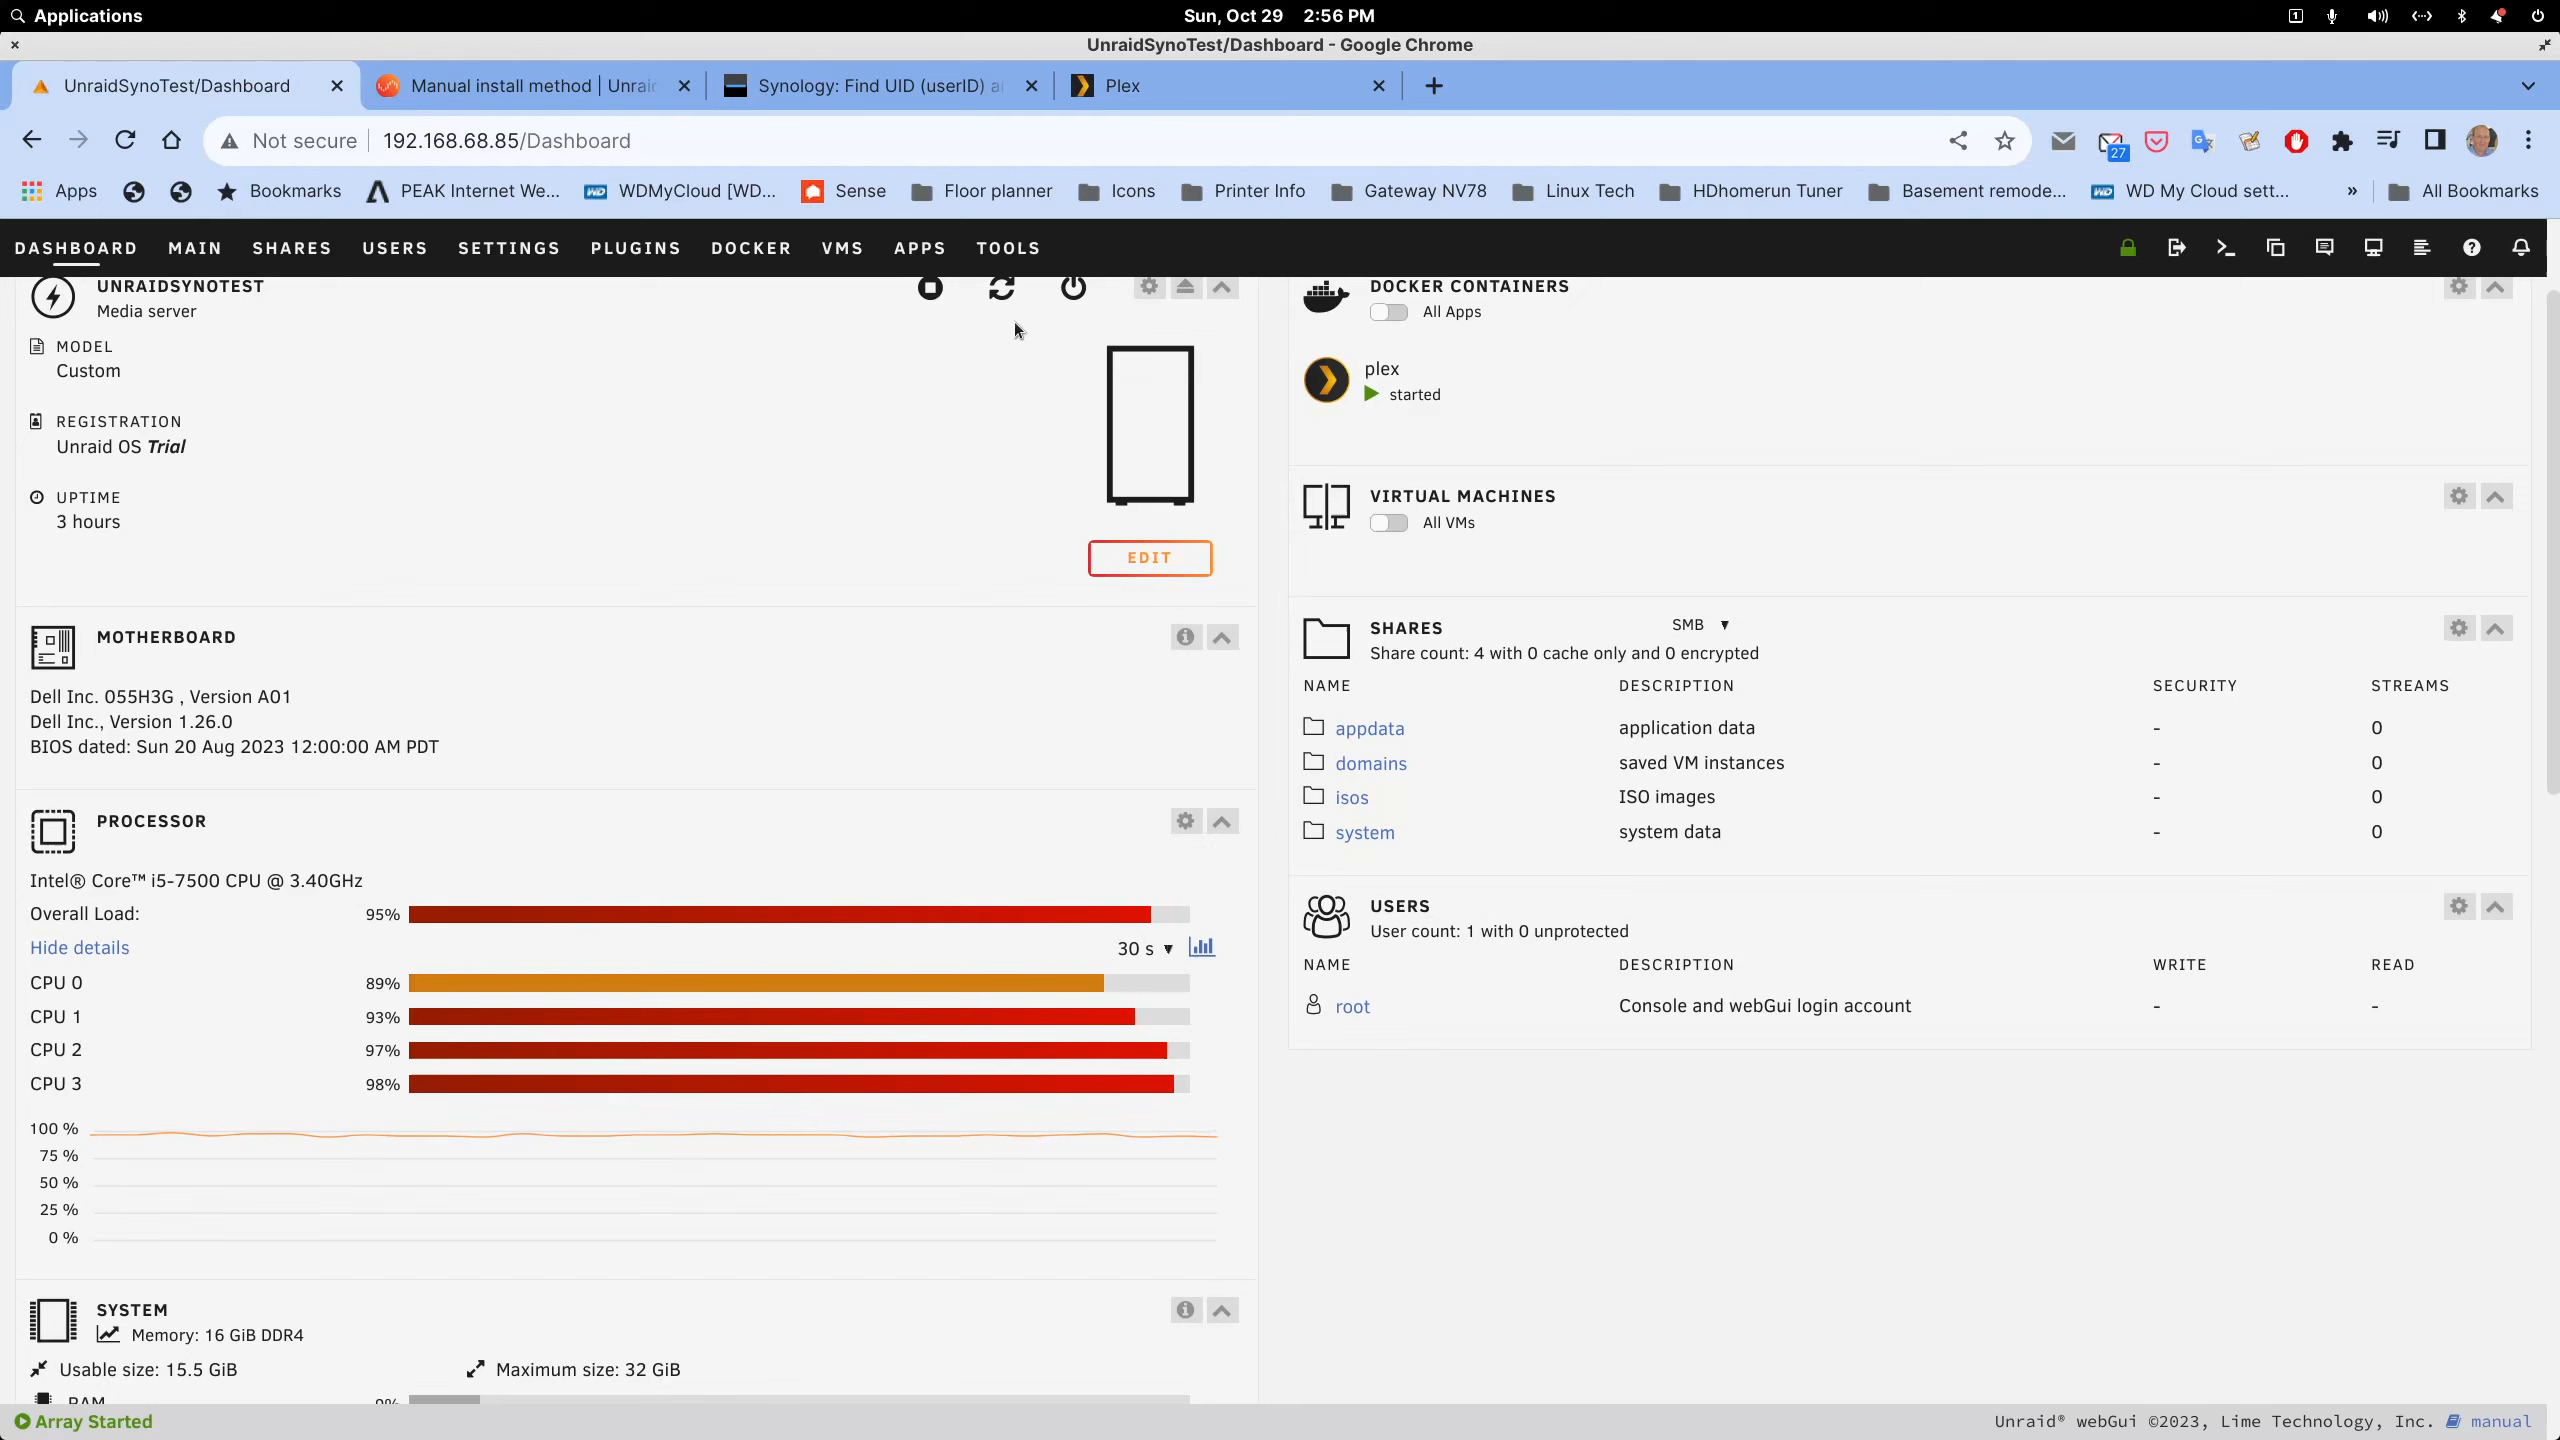 Applications
Sun, Oct 29 2:56 PM
1
UnraidSynoTest/Dashboard - Google Chrome
UnraidSynoTest/Dashboard
Manual install method | Unraid
Synology: Find UID (userID) a
Plex
Not secure
192.168.68.85/Dashboard
27
Apps
Bookmarks
PEAK Internet We...
WDMyCloud [WD...
Sense
Floor planner
Icons
Printer Info
Gateway NV78
Linux Tech
HDhomerun Tuner
Basement remode...
WD My Cloud sett...
»
All Bookmarks
DASHBOARD MAIN SHARES USERS SETTINGS PLUGINS DOCKER VMS APPS TOOLS
UNRAIDSYNOTEST
Media server
MODEL
Custom
REGISTRATION
Unraid OS Trial
UPTIME
3 hours
EDIT
MOTHERBOARD
Dell Inc. 055H3G , Version A01
Dell Inc., Version 1.26.0
BIOS dated: Sun 20 Aug 2023 12:00:00 AM PDT
PROCESSOR
Intel® Core™ i5-7500 CPU @ 3.40GHz
Overall Load: 95%
Hide details
30 s
CPU 0 89%
CPU 1 93%
CPU 2 97%
CPU 3 98%
100 %
75 %
50 %
25 %
0 %
SYSTEM
Memory: 16 GiB DDR4
Usable size: 15.5 GiB
Maximum size: 32 GiB
RAM
DOCKER CONTAINERS
All Apps
plex
started
VIRTUAL MACHINES
All VMs
SHARES
SMB
Share count: 4 with 0 cache only and 0 encrypted
NAME DESCRIPTION SECURITY STREAMS
appdata application data - 0
domains saved VM instances - 0
isos ISO images - 0
system system data - 0
USERS
User count: 1 with 0 unprotected
NAME DESCRIPTION WRITE READ
root Console and webGui login account - -
Array Started
Unraid® webGui ©2023, Lime Technology, Inc. manual